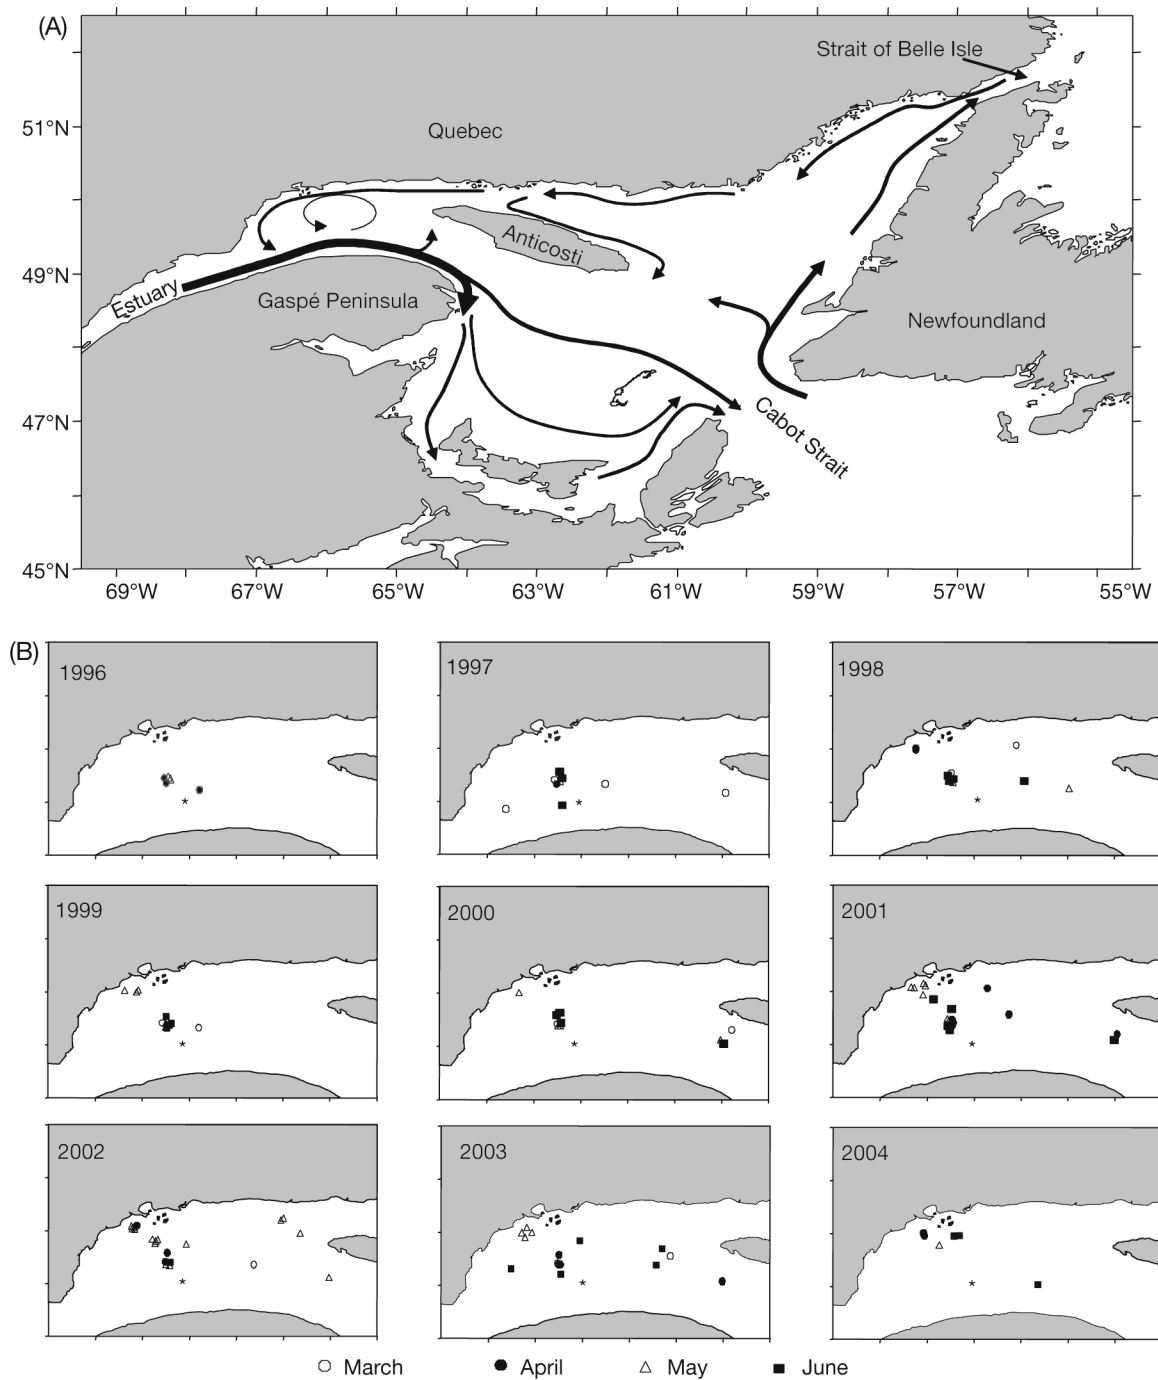 (A)
Strait of Belle Isle
51°N
Quebec
Anticosti
49°N
Estuary
Gaspé Peninsula
Newfoundland
47°N
Cabot Strait
45°N
69°W 67°W 65°W 63°W 61°W 59°W 57°W 55°W
(B)
1996 1997 1998
1999 2000 2001
2002 2003 2004
March April May June